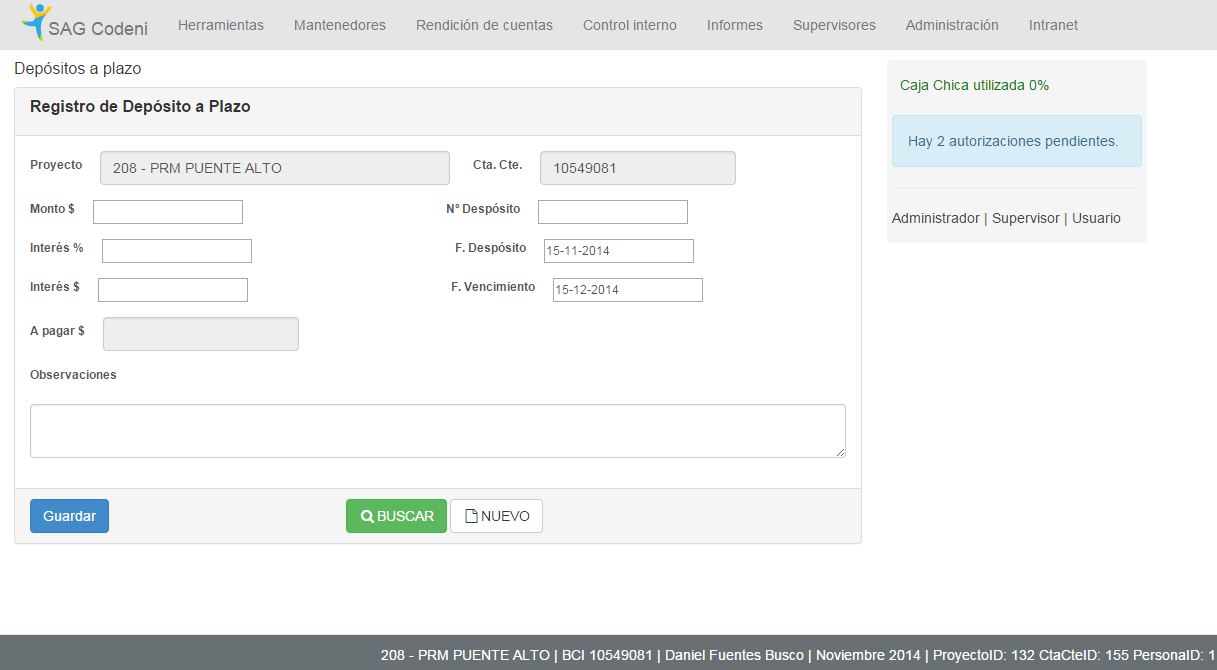 SAG Codeni Herramientas Mantenedores Rendición de cuentas Control interno Informes Supervisores Administración Intranet
Depósitos a plazo
Registro de Depósito a Plazo
Proyecto 208 - PRM PUENTE ALTO Cta. Cte. 10549081
Monto $ Nº Despósito
Interés % F. Despósito 15-11-2014
Interés $ F. Vencimiento 15-12-2014
A pagar $
Observaciones
Guardar BUSCAR NUEVO
Caja Chica utilizada 0%
Hay 2 autorizaciones pendientes.
Administrador | Supervisor | Usuario
208 - PRM PUENTE ALTO | BCI 10549081 | Daniel Fuentes Busco | Noviembre 2014 | ProyectoID: 132 CtaCteID: 155 PersonaID: 1